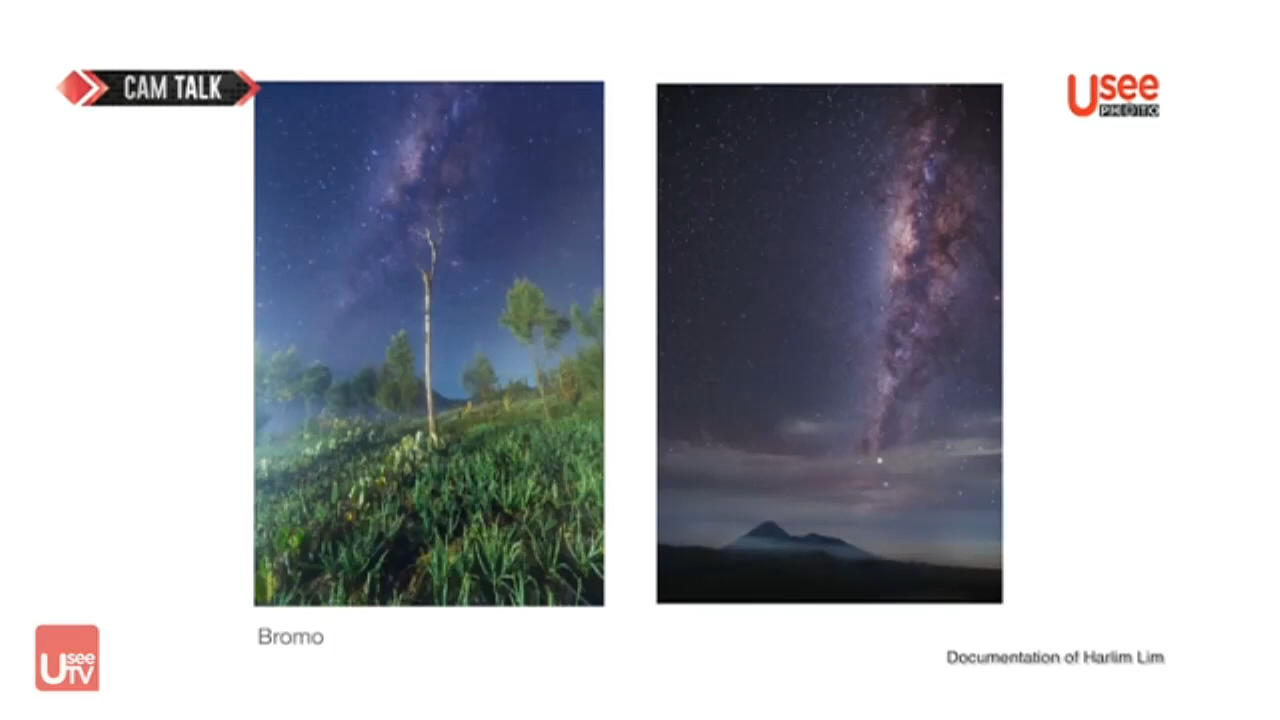 CAM TALK
Usee
PHOTO
Bromo
Documentation of Harlim Lim
Usee
TV